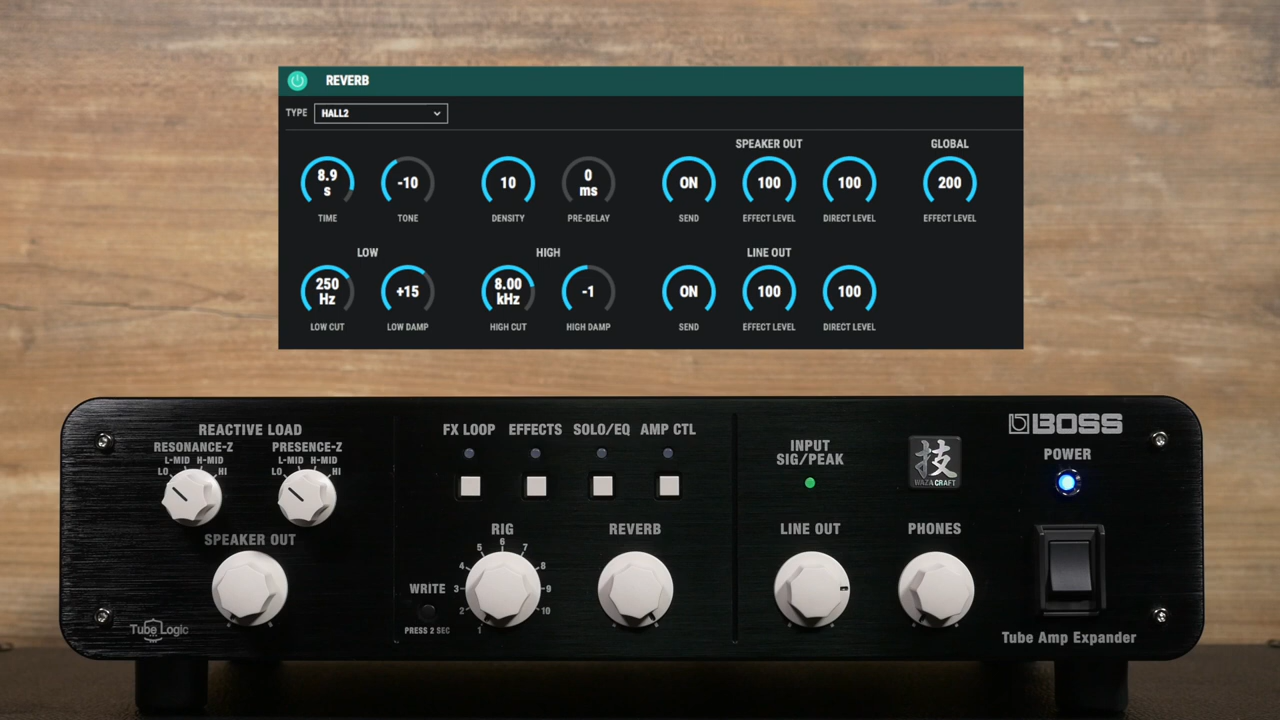 REVERB
TYPE HALL2
SPEAKER OUT GLOBAL
8.9 s -10 10 0 ms ON 100 100 200
TIME TONE DENSITY PRE-DELAY SEND EFFECT LEVEL DIRECT LEVEL EFFECT LEVEL
LOW HIGH LINE OUT
250 Hz +15 8.00 kHz -1 ON 100 100
LOW CUT LOW DAMP HIGH CUT HIGH DAMP SEND EFFECT LEVEL DIRECT LEVEL
REACTIVE LOAD
RESONANCE-Z PRESENCE-Z
L-MID H-MID L-MID H-MID
LO HI LO HI
SPEAKER OUT
Tube Logic
FX LOOP EFFECTS SOLO/EQ AMP CTL
RIG REVERB
1 2 3 4 5 6 7 8 9 10
WRITE
PRESS 2 SEC
INPUT
SIG/PEAK
技
WAZA CRAFT
LINE OUT PHONES
BOSS
POWER
Tube Amp Expander